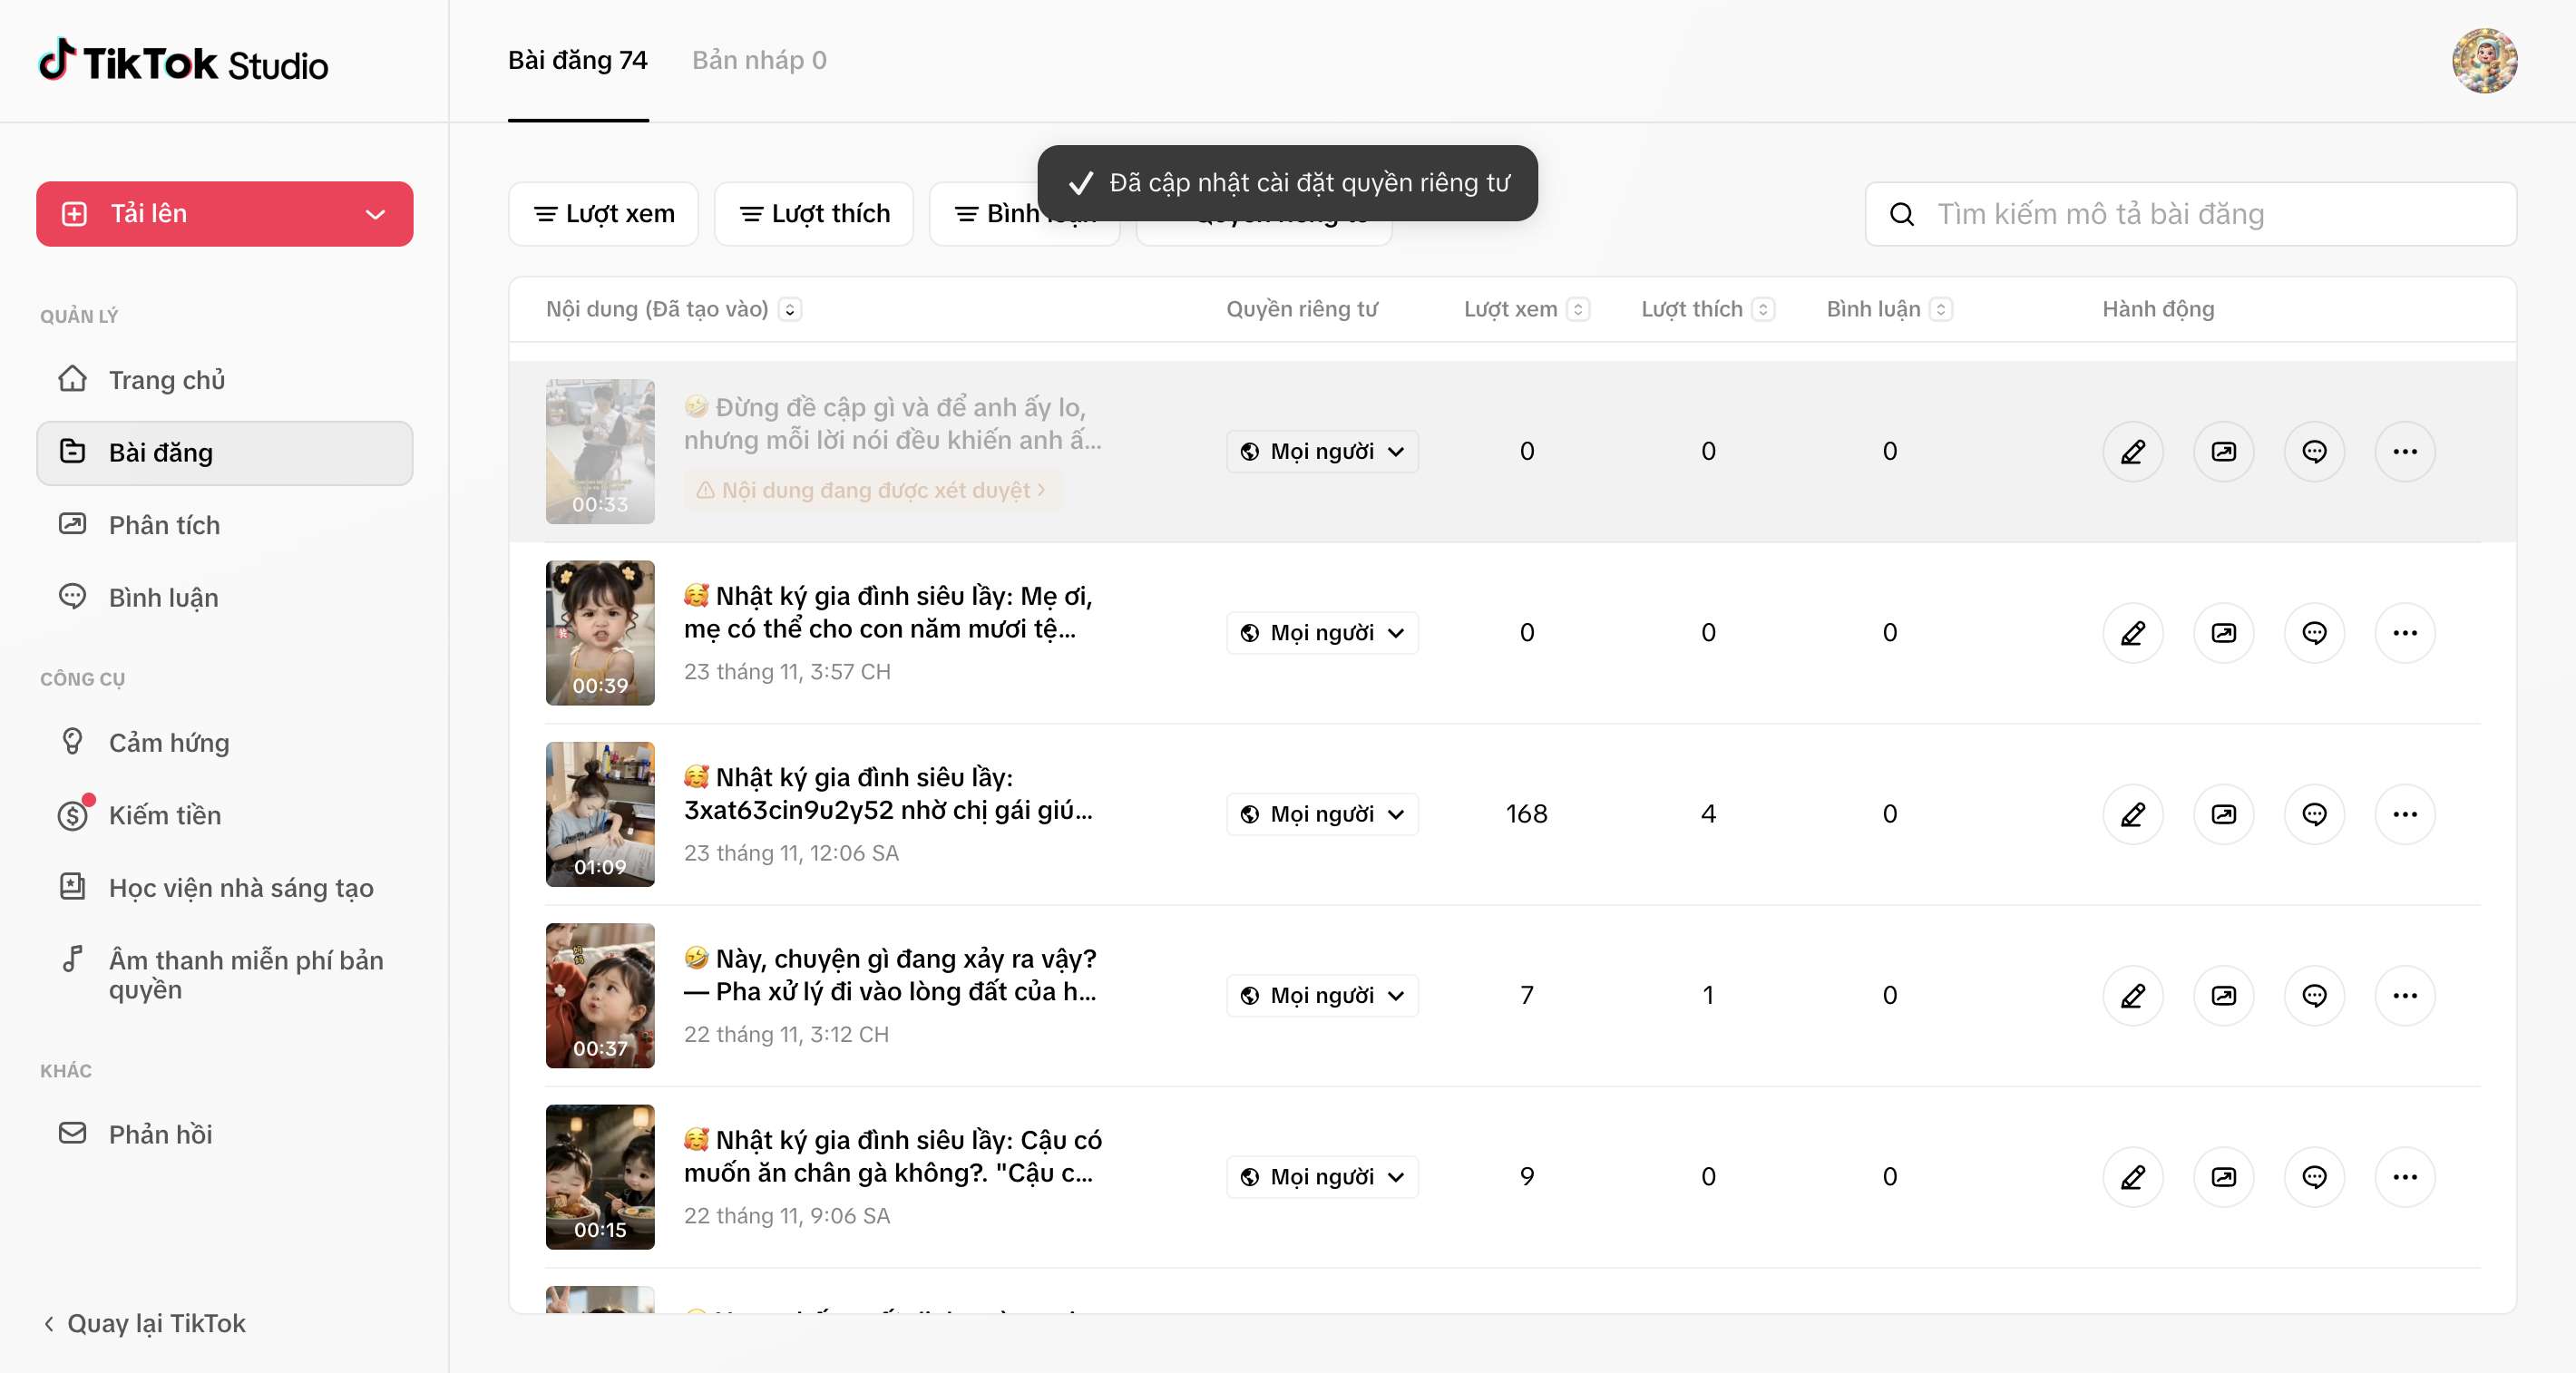 TikTok Studio
Bài đăng 74
Bản nháp 0
Đã cập nhật cài đặt quyền riêng tư
Tải lên
Lượt xem
Lượt thích
Bình
Tìm kiếm mô tả bài đăng
QUẢN LÝ
Trang chủ
Bài đăng
Phân tích
Bình luận
CÔNG CỤ
Cảm hứng
Kiếm tiền
Học viện nhà sáng tạo
Âm thanh miễn phí bản
quyền
KHÁC
Phản hồi
Quay lại TikTok
Nội dung (Đã tạo vào)
Quyền riêng tư
Lượt xem
Lượt thích
Bình luận
Hành động
00:33
🤣 Đừng đề cập gì và để anh ấy lo,
nhưng mỗi lời nói đều khiến anh ấ...
Nội dung đang được xét duyệt
Mọi người
0
0
0
00:39
🥰 Nhật ký gia đình siêu lầy: Mẹ ơi,
mẹ có thể cho con năm mươi tệ...
23 tháng 11, 3:57 CH
Mọi người
0
0
0
01:09
🥰 Nhật ký gia đình siêu lầy:
3xat63cin9u2y52 nhờ chị gái giú...
23 tháng 11, 12:06 SA
Mọi người
168
4
0
00:37
🤣 Này, chuyện gì đang xảy ra vậy?
— Pha xử lý đi vào lòng đất của h...
22 tháng 11, 3:12 CH
Mọi người
7
1
0
00:15
🥰 Nhật ký gia đình siêu lầy: Cậu có
muốn ăn chân gà không?. "Cậu c...
22 tháng 11, 9:06 SA
Mọi người
9
0
0